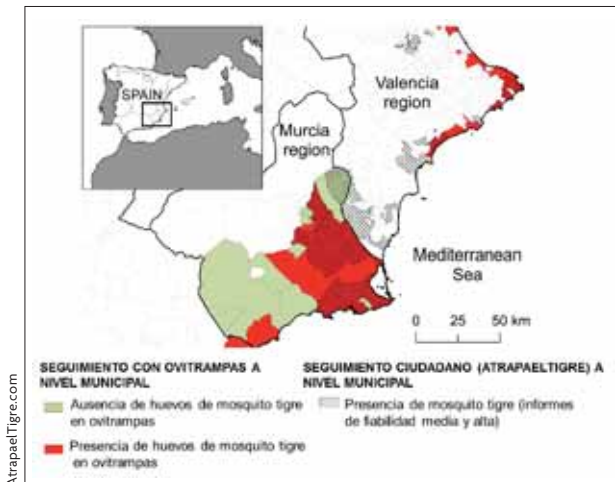 SPAIN
Valencia
region
Murcia
region
Mediterranean
Sea
0 25 50 km
SEGUIMIENTO CON OVITRAMPAS A
NIVEL MUNICIPAL
Ausencia de huevos de mosquito tigre
en ovitrampas
Presencia de huevos de mosquito tigre
en ovitrampas
SEGUIMIENTO CIUDADANO (ATRAPAELTIGRE) A
NIVEL MUNICIPAL
Presencia de mosquito tigre (informes
de fiabilidad media y alta)
AtrapaelTigre.com